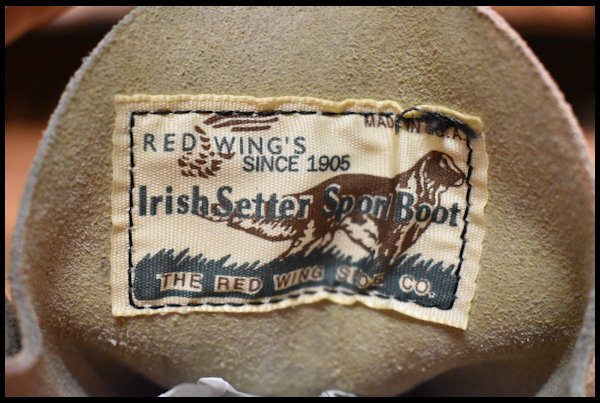 MADE IN U.S.A.
RED WING'S
SINCE 1905
Irish Setter Sport Boot
THE RED WING SHOE CO.